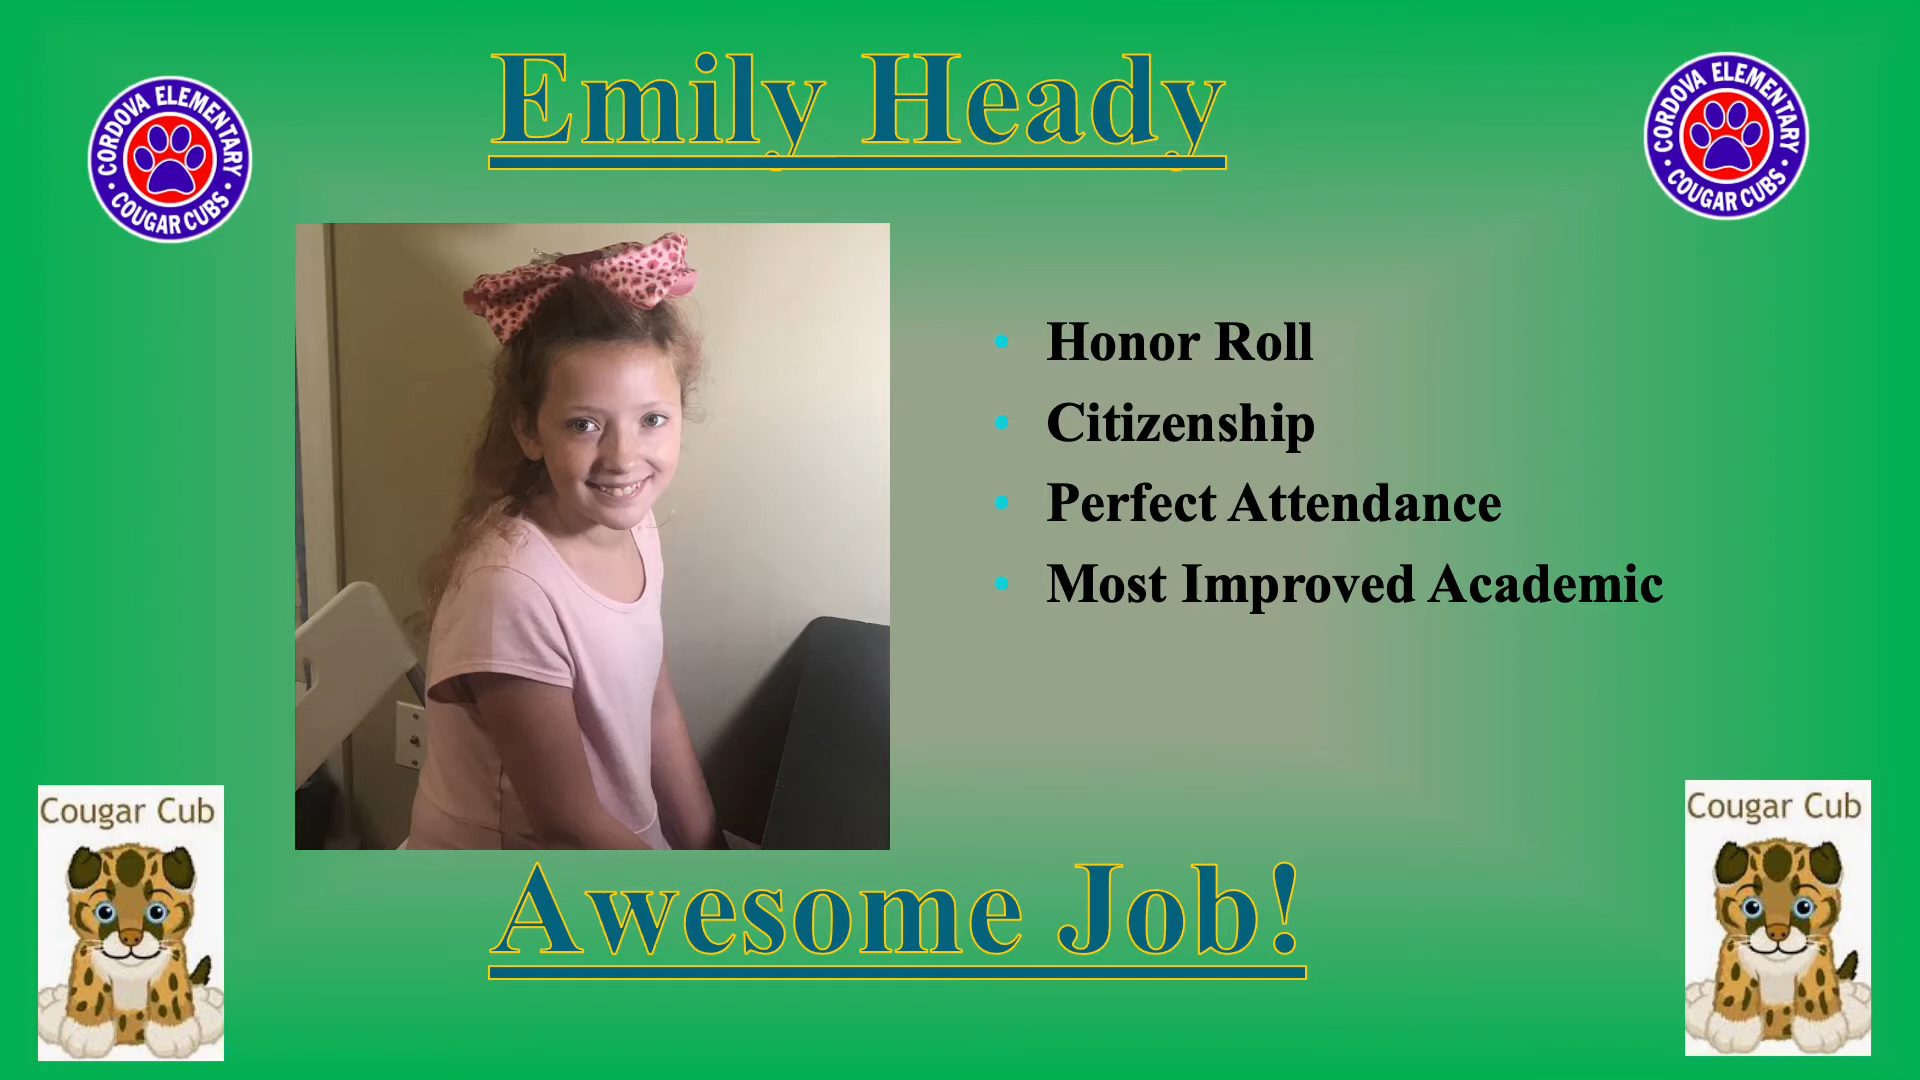 Emily Heady
CORDOVA ELEMENTARY
• COUGAR CUBS •
CORDOVA ELEMENTARY
• COUGAR CUBS •
• Honor Roll
• Citizenship
• Perfect Attendance
• Most Improved Academic
Cougar Cub
Cougar Cub
Awesome Job!